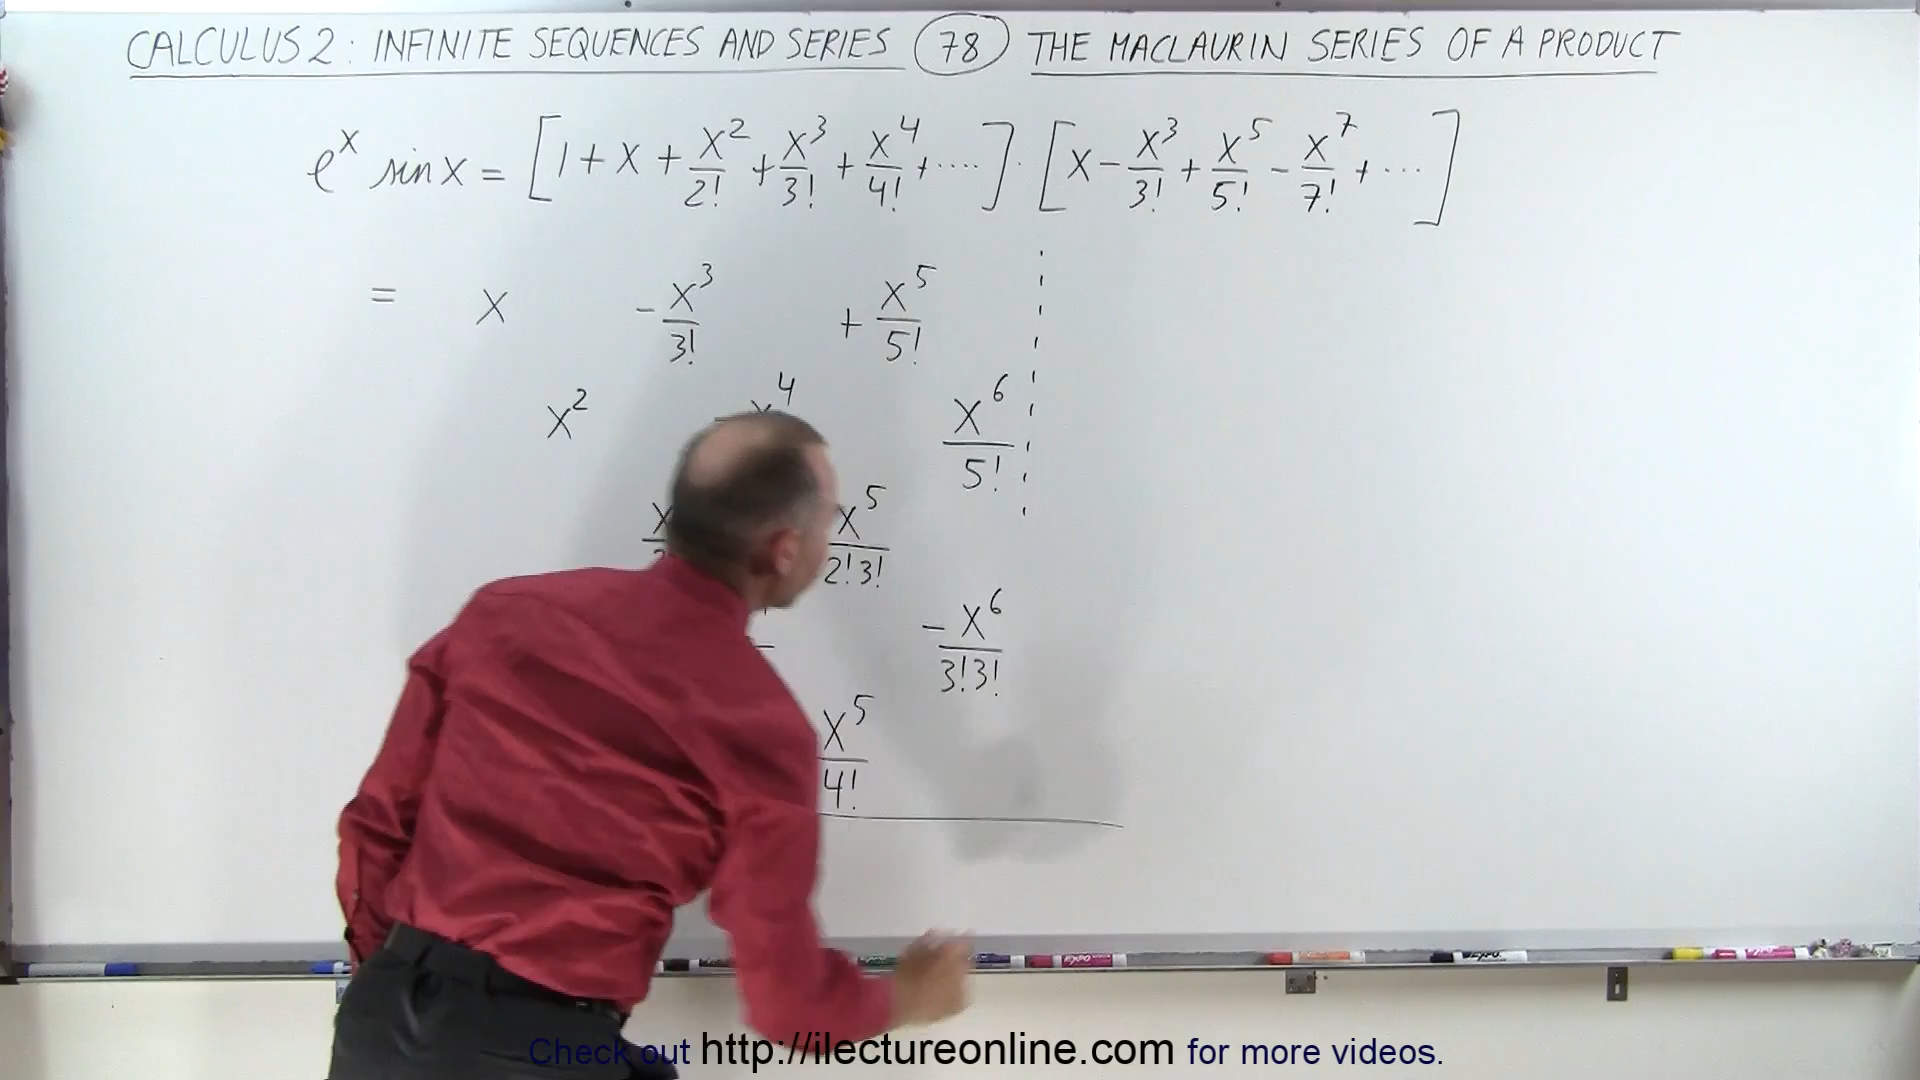 CALCULUS 2: INFINITE SEQUENCES AND SERIES 78 THE MACLAURIN SERIES OF A PRODUCT
e^x sin x = [1 + x + x^2/2! + x^3/3! + x^4/4! + .....] · [x - x^3/3! + x^5/5! - x^7/7! + ...]
= x - x^3/3! + x^5/5!
x^2 x^4 x^6/5!
x^5/2!3!
- x^6/3!3!
x^5/4!
Check out http://ilectureonline.com for more videos.